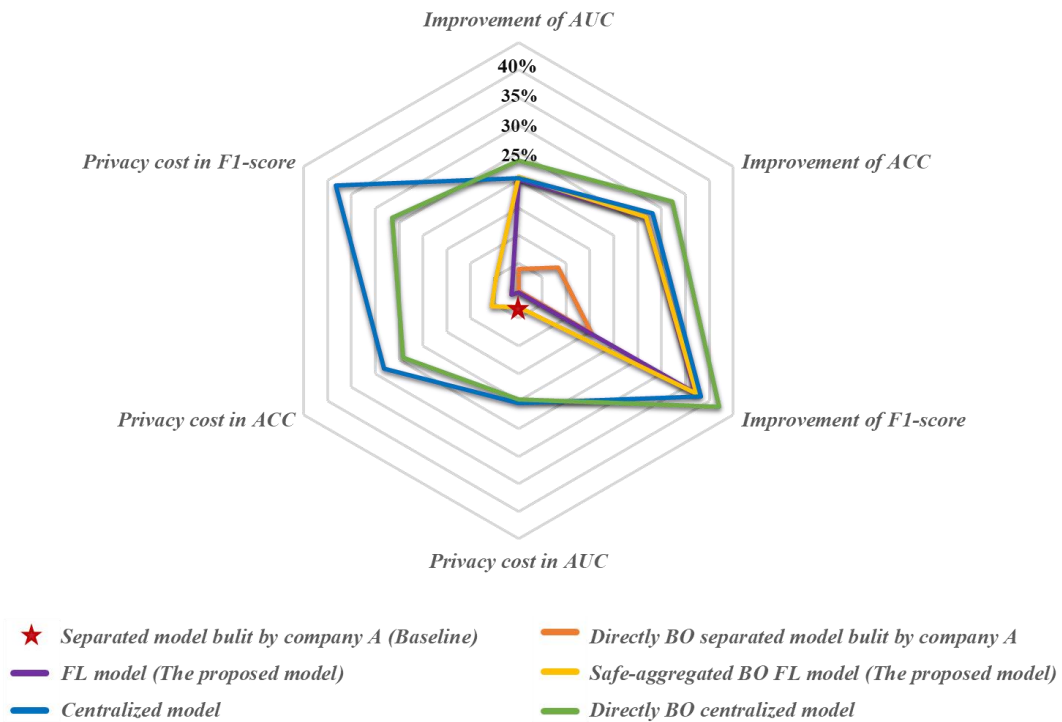 Improvement of AUC
40%
35%
30%
25%
Privacy cost in F1-score
Improvement of ACC
Privacy cost in ACC
Improvement of F1-score
Privacy cost in AUC
Separated model bulit by company A (Baseline)
Directly BO separated model bulit by company A
FL model (The proposed model)
Safe-aggregated BO FL model (The proposed model)
Centralized model
Directly BO centralized model